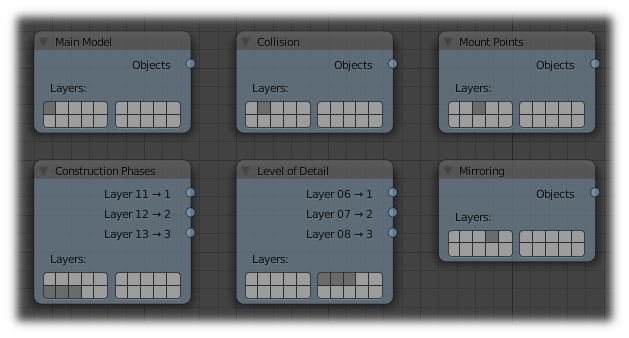 Main Model
Objects
Layers:
Collision
Objects
Layers:
Mount Points
Objects
Layers:
Construction Phases
Layer 11 → 1
Layer 12 → 2
Layer 13 → 3
Layers:
Level of Detail
Layer 06 → 1
Layer 07 → 2
Layer 08 → 3
Layers:
Mirroring
Objects
Layers: